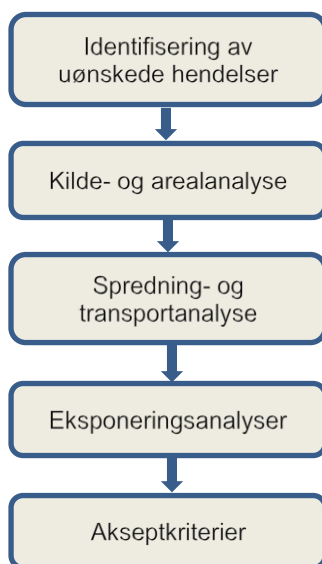 Identifisering av
uønskede hendelser
Kilde- og arealanalyse
Spredning- og
transportanalyse
Eksponeringsanalyser
Akseptkriterier